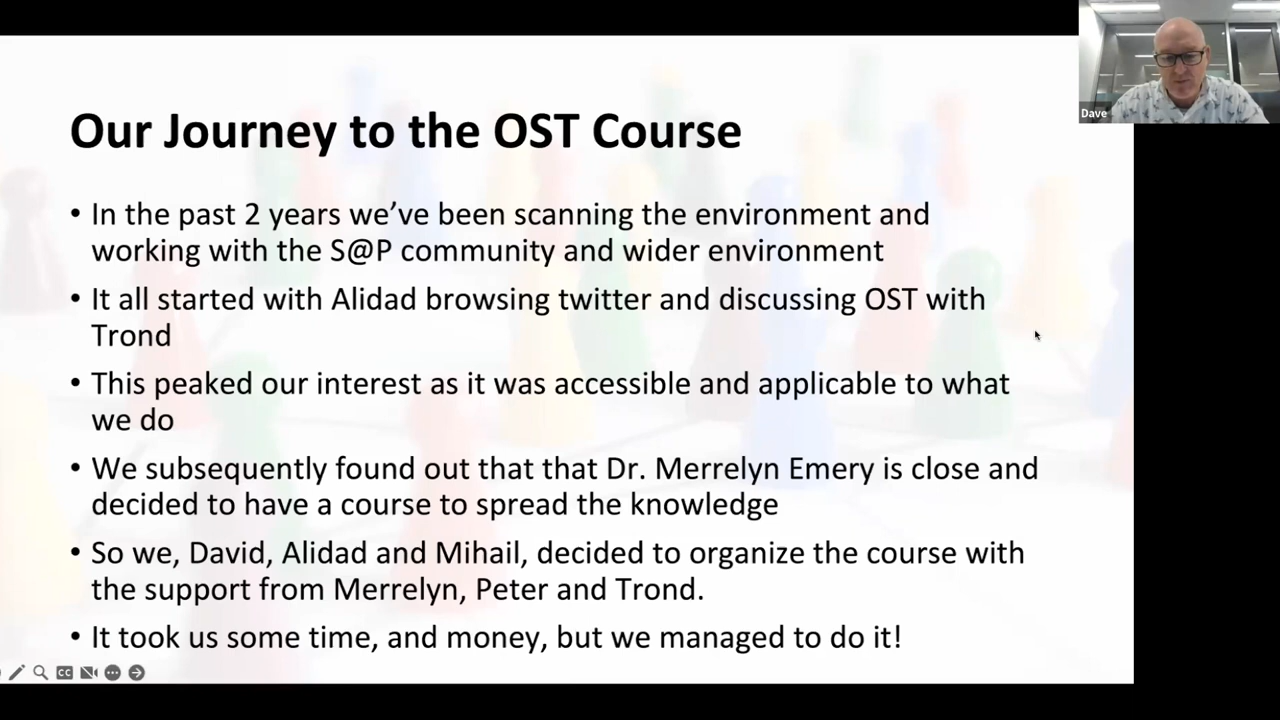 Our Journey to the OST Course
• In the past 2 years we’ve been scanning the environment and
working with the S@P community and wider environment
• It all started with Alidad browsing twitter and discussing OST with
Trond
• This peaked our interest as it was accessible and applicable to what
we do
• We subsequently found out that that Dr. Merrelyn Emery is close and
decided to have a course to spread the knowledge
• So we, David, Alidad and Mihail, decided to organize the course with
the support from Merrelyn, Peter and Trond.
• It took us some time, and money, but we managed to do it!
Dave
CC